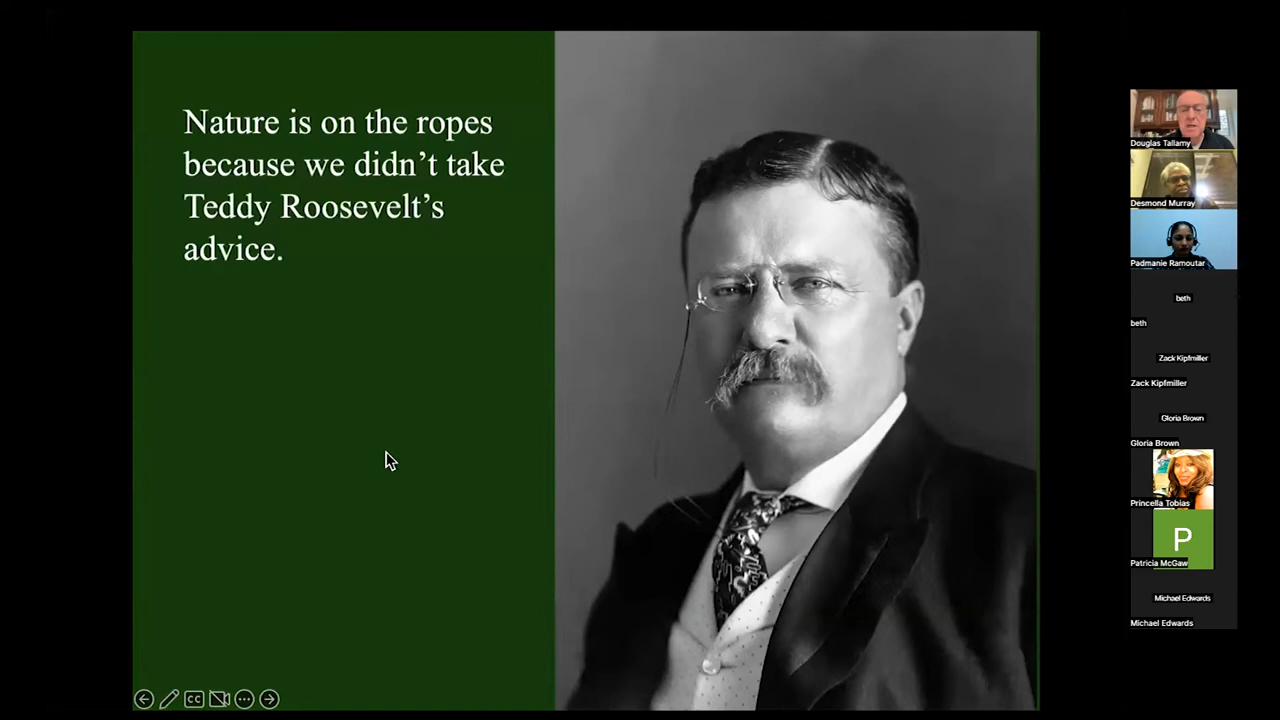 Nature is on the ropes
because we didn’t take
Teddy Roosevelt’s
advice.
CC
Douglas Tallamy
Desmond Murray
Padmanie Ramoutar
beth
beth
Zack Kipfmiller
Zack Kipfmiller
Gloria Brown
Gloria Brown
Princella Tobias
P
Patricia McGaw
Michael Edwards
Michael Edwards